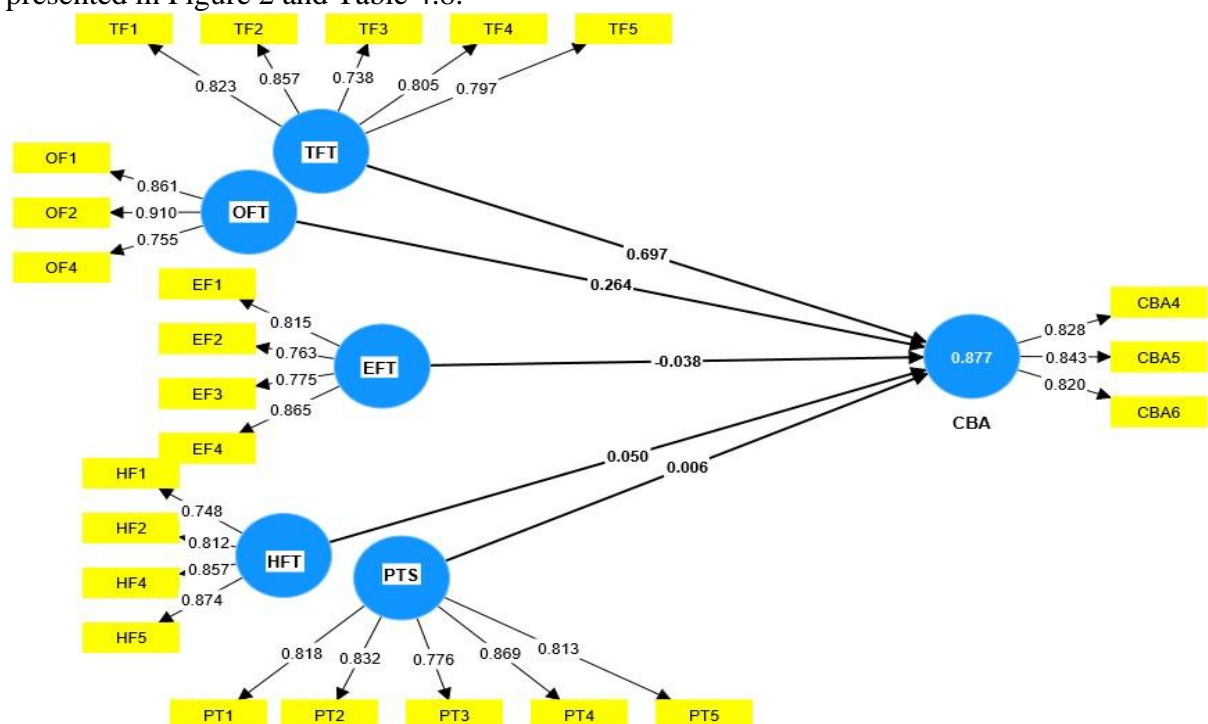 presented in Figure 2 and Table 4.8.
TF1 TF2 TF3 TF4 TF5
0.823 0.857 0.738 0.805 0.797
TFT
OF1
OF2
OF4
0.861
0.910
0.755
OFT
0.697
0.264
EF1
EF2
EF3
EF4
0.815
0.763
0.775
0.865
EFT
-0.038
0.877
CBA
0.828
0.843
0.820
CBA4
CBA5
CBA6
HF1
HF2
HF4
HF5
0.748
0.812
0.857
0.874
HFT
0.050
0.006
PTS
0.818 0.832 0.776 0.869 0.813
PT1 PT2 PT3 PT4 PT5